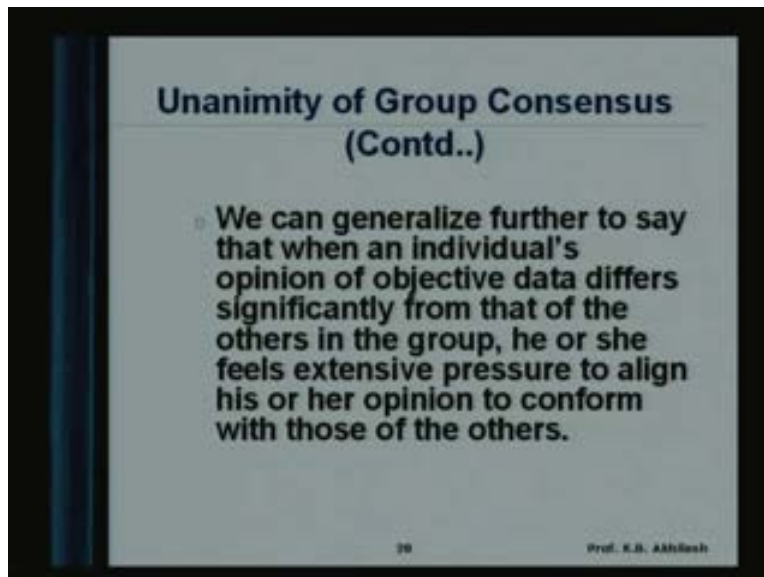 Unanimity of Group Consensus
(Contd..)
We can generalize further to say
that when an individual's
opinion of objective data differs
significantly from that of the
others in the group, he or she
feels extensive pressure to align
his or her opinion to conform
with those of the others.
Prof. K.B. Akhilesh